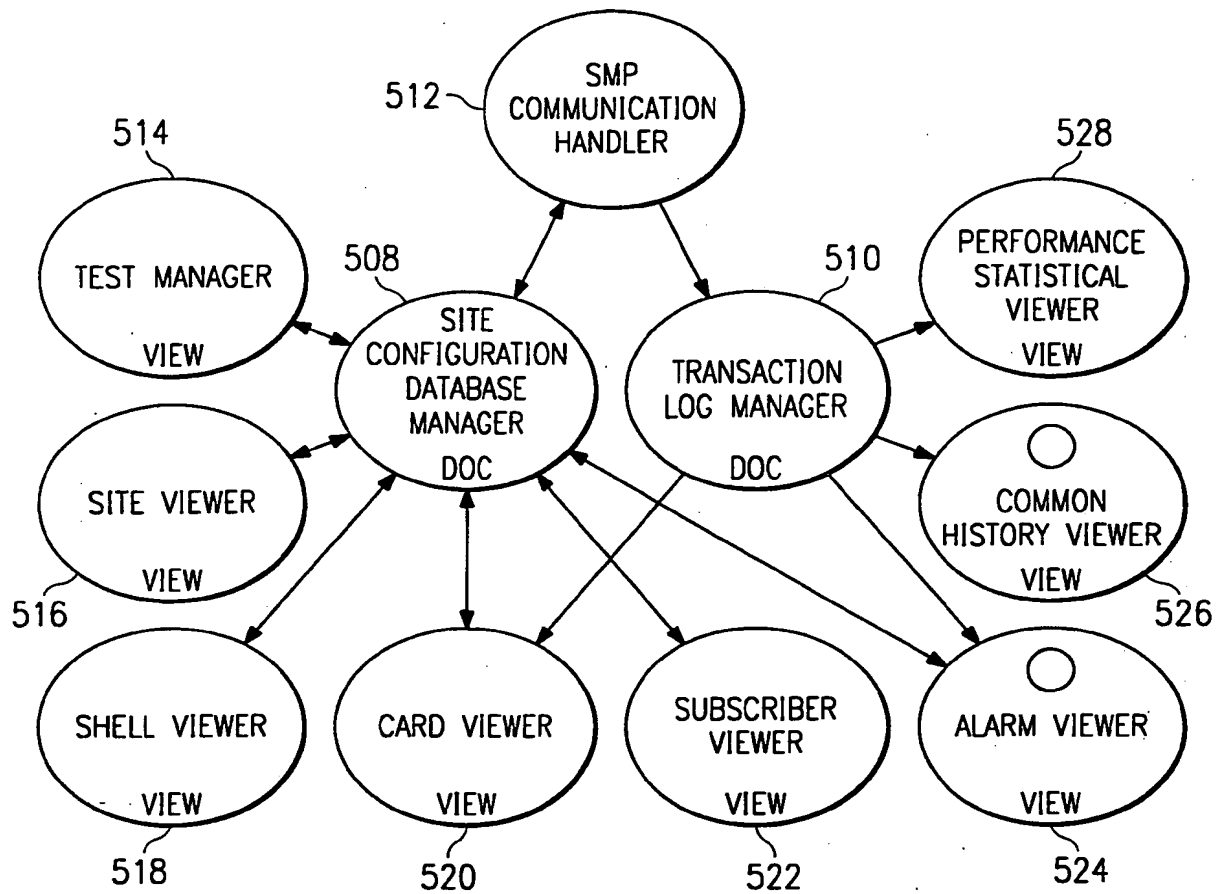 512
SMP
COMMUNICATION
HANDLER
514
TEST MANAGER
VIEW
508
SITE
CONFIGURATION
DATABASE
MANAGER
DOC
510
TRANSACTION
LOG MANAGER
DOC
528
PERFORMANCE
STATISTICAL
VIEWER
VIEW
SITE VIEWER
VIEW
516
COMMON
HISTORY VIEWER
VIEW
526
SHELL VIEWER
VIEW
518
CARD VIEWER
VIEW
520
SUBSCRIBER
VIEWER
VIEW
522
ALARM VIEWER
VIEW
524